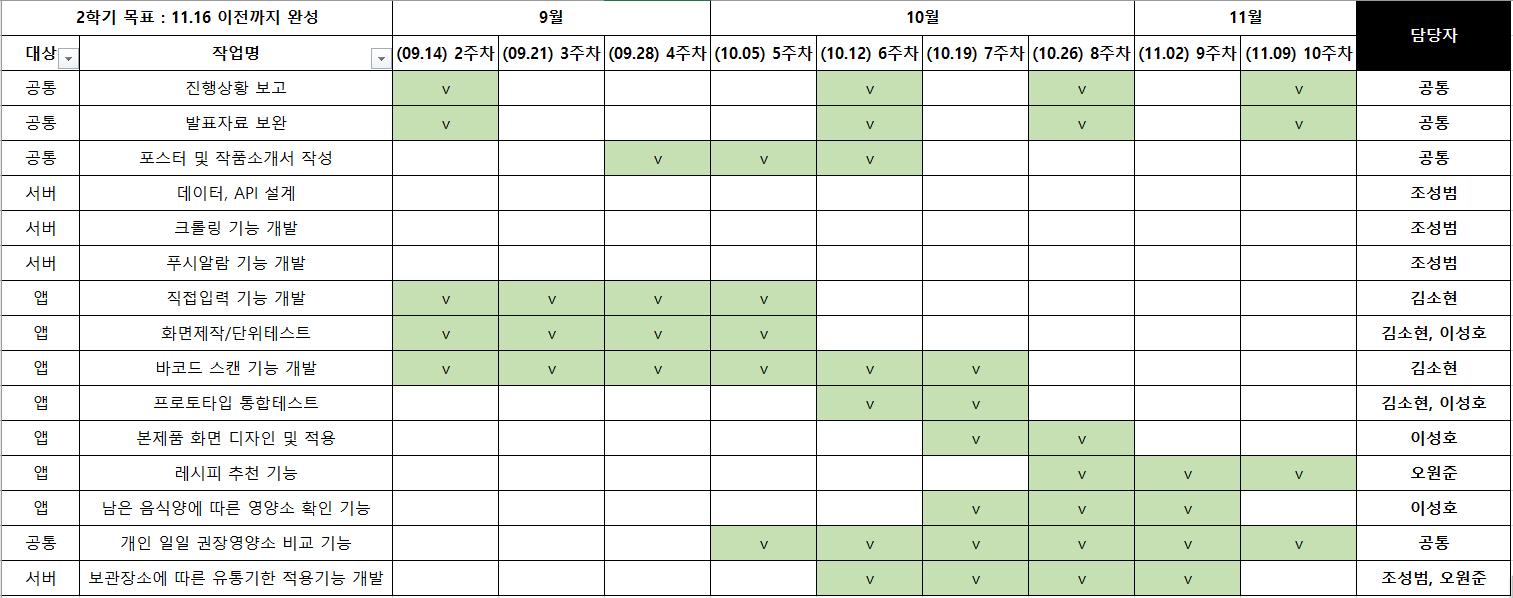 2학기 목표 : 11.16 이전까지 완성 9월 10월 11월 담당자
대상 작업명 (09.14) 2주차 (09.21) 3주차 (09.28) 4주차 (10.05) 5주차 (10.12) 6주차 (10.19) 7주차 (10.26) 8주차 (11.02) 9주차 (11.09) 10주차
공통 진행상황 보고 v v v v 공통
공통 발표자료 보완 v v v v 공통
공통 포스터 및 작품소개서 작성 v v v 공통
서버 데이터, API 설계 조성범
서버 크롤링 기능 개발 조성범
서버 푸시알람 기능 개발 조성범
앱 직접입력 기능 개발 v v v v 김소현
앱 화면제작/단위테스트 v v v v 김소현, 이성호
앱 바코드 스캔 기능 개발 v v v v v v 김소현
앱 프로토타입 통합테스트 v v 김소현, 이성호
앱 본제품 화면 디자인 및 적용 v v 이성호
앱 레시피 추천 기능 v v v 오원준
앱 남은 음식양에 따른 영양소 확인 기능 v v v 이성호
공통 개인 일일 권장영양소 비교 기능 v v v v v v 공통
서버 보관장소에 따른 유통기한 적용기능 개발 v v v v 조성범, 오원준